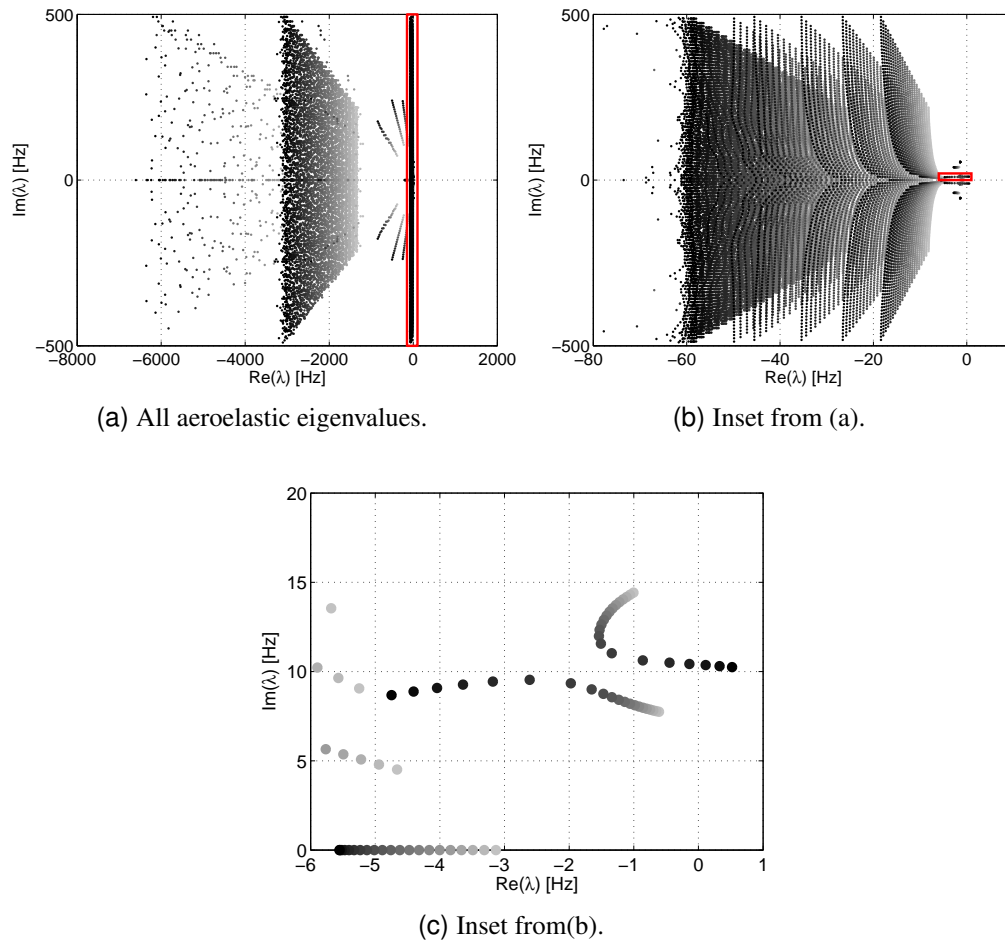 500
0
−500
Im(λ) [Hz]
−8000 −6000 −4000 −2000 0 2000
Re(λ) [Hz]
(a) All aeroelastic eigenvalues.
500
0
−500
Im(λ) [Hz]
−80 −60 −40 −20 0
Re(λ) [Hz]
(b) Inset from (a).
20
15
10
5
0
Im(λ) [Hz]
−6 −5 −4 −3 −2 −1 0 1
Re(λ) [Hz]
(c) Inset from(b).